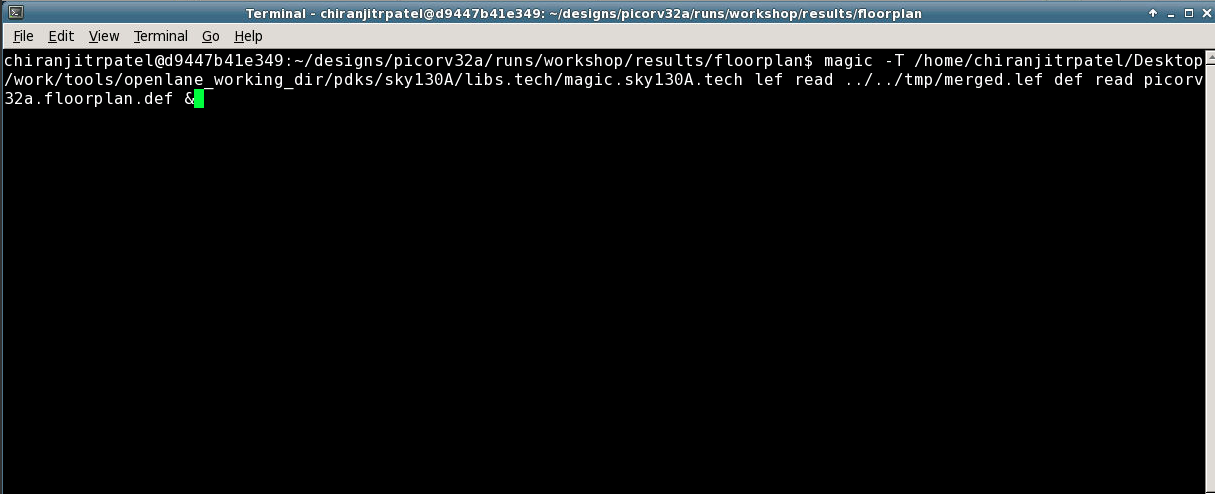 Terminal - chiranjitrpatel@d9447b41e349: ~/designs/picorv32a/runs/workshop/results/floorplan
File Edit View Terminal Go Help
chiranjitrpatel@d9447b41e349:~/designs/picorv32a/runs/workshop/results/floorplan$ magic -T /home/chiranjitrpatel/Desktop
/work/tools/openlane_working_dir/pdks/sky130A/libs.tech/magic.sky130A.tech lef read ../../tmp/merged.lef def read picorv
32a.floorplan.def &